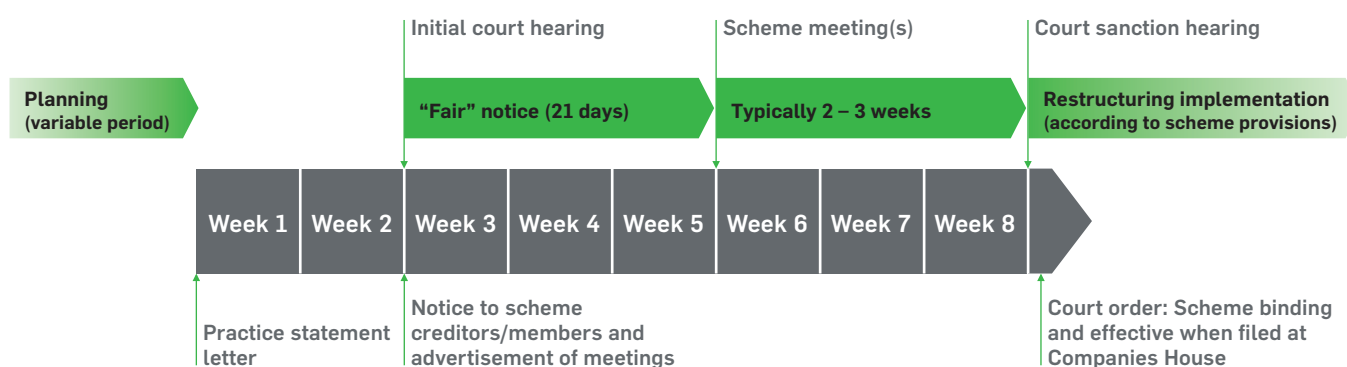 Initial court hearing
Scheme meeting(s)
Court sanction hearing
Planning
(variable period)
“Fair” notice (21 days)
Typically 2 – 3 weeks
Restructuring implementation
(according to scheme provisions)
Week 1
Week 2
Week 3
Week 4
Week 5
Week 6
Week 7
Week 8
Practice statement
letter
Notice to scheme
creditors/members and
advertisement of meetings
Court order: Scheme binding
and effective when filed at
Companies House